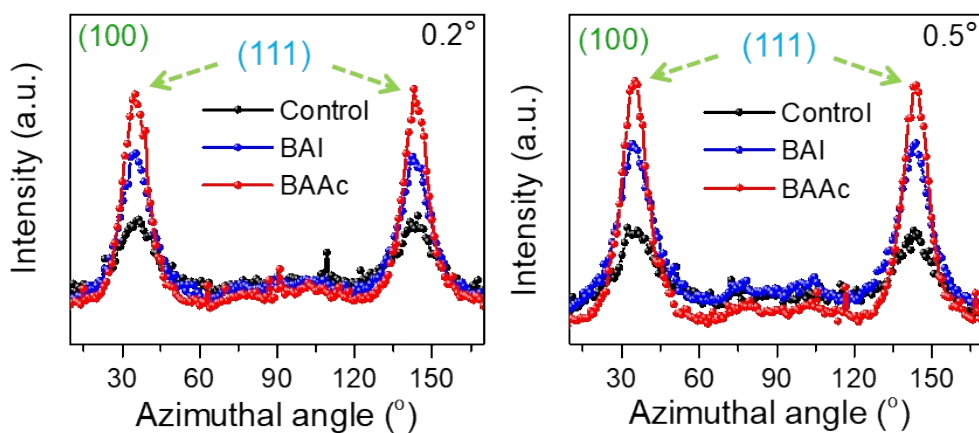 (100)
0.2°
(111)
Control
BAI
BAAc
Intensity (a.u.)
30 60 90 120 150
Azimuthal angle (°)
(100)
0.5°
(111)
Control
BAI
BAAc
Intensity (a.u.)
30 60 90 120 150
Azimuthal angle (°)